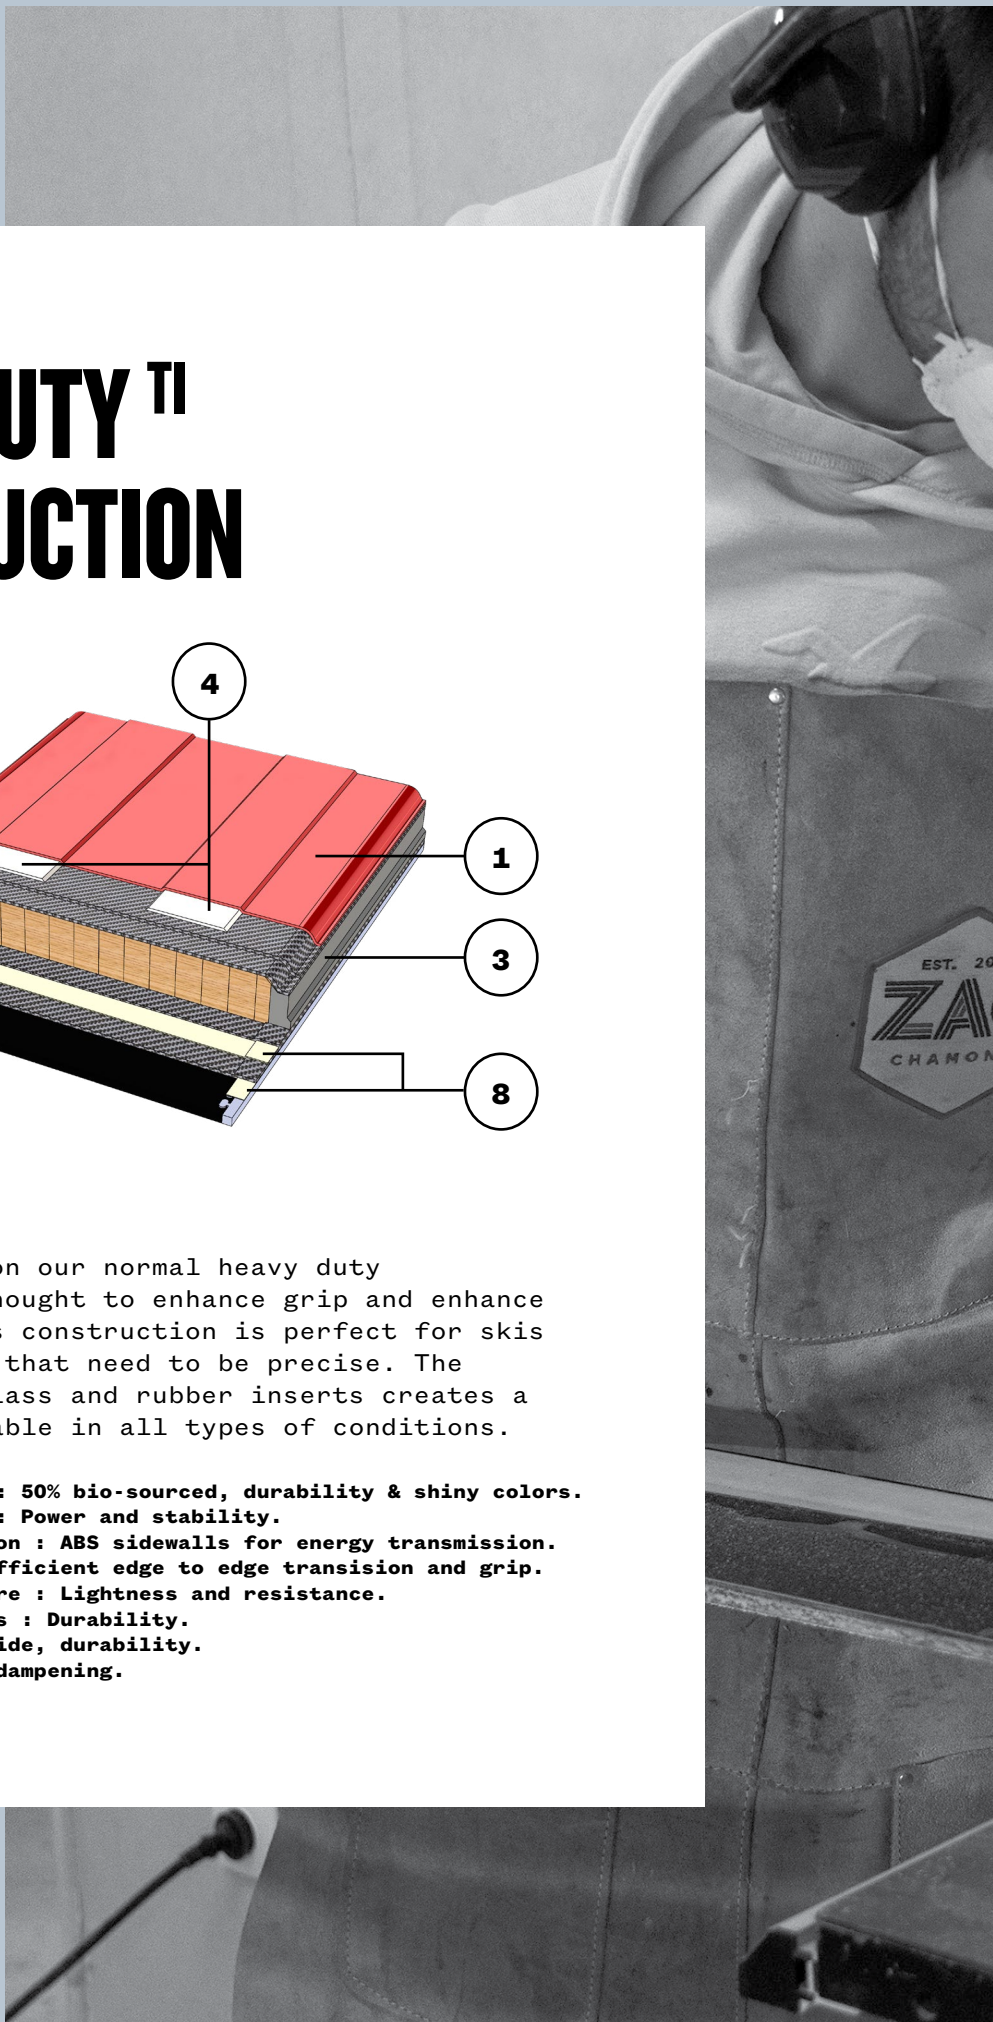 UTY TI
UCTION
4
1
3
8
on our normal heavy duty
nought to enhance grip and enhance
s construction is perfect for skis
that need to be precise. The
lass and rubber inserts creates a
able in all types of conditions.
: 50% bio-sourced, durability & shiny colors.
: Power and stability.
on : ABS sidewalls for energy transmission.
fficient edge to edge transision and grip.
re : Lightness and resistance.
s : Durability.
ide, durability.
dampening.
EST. 20
ZA
CHAMON